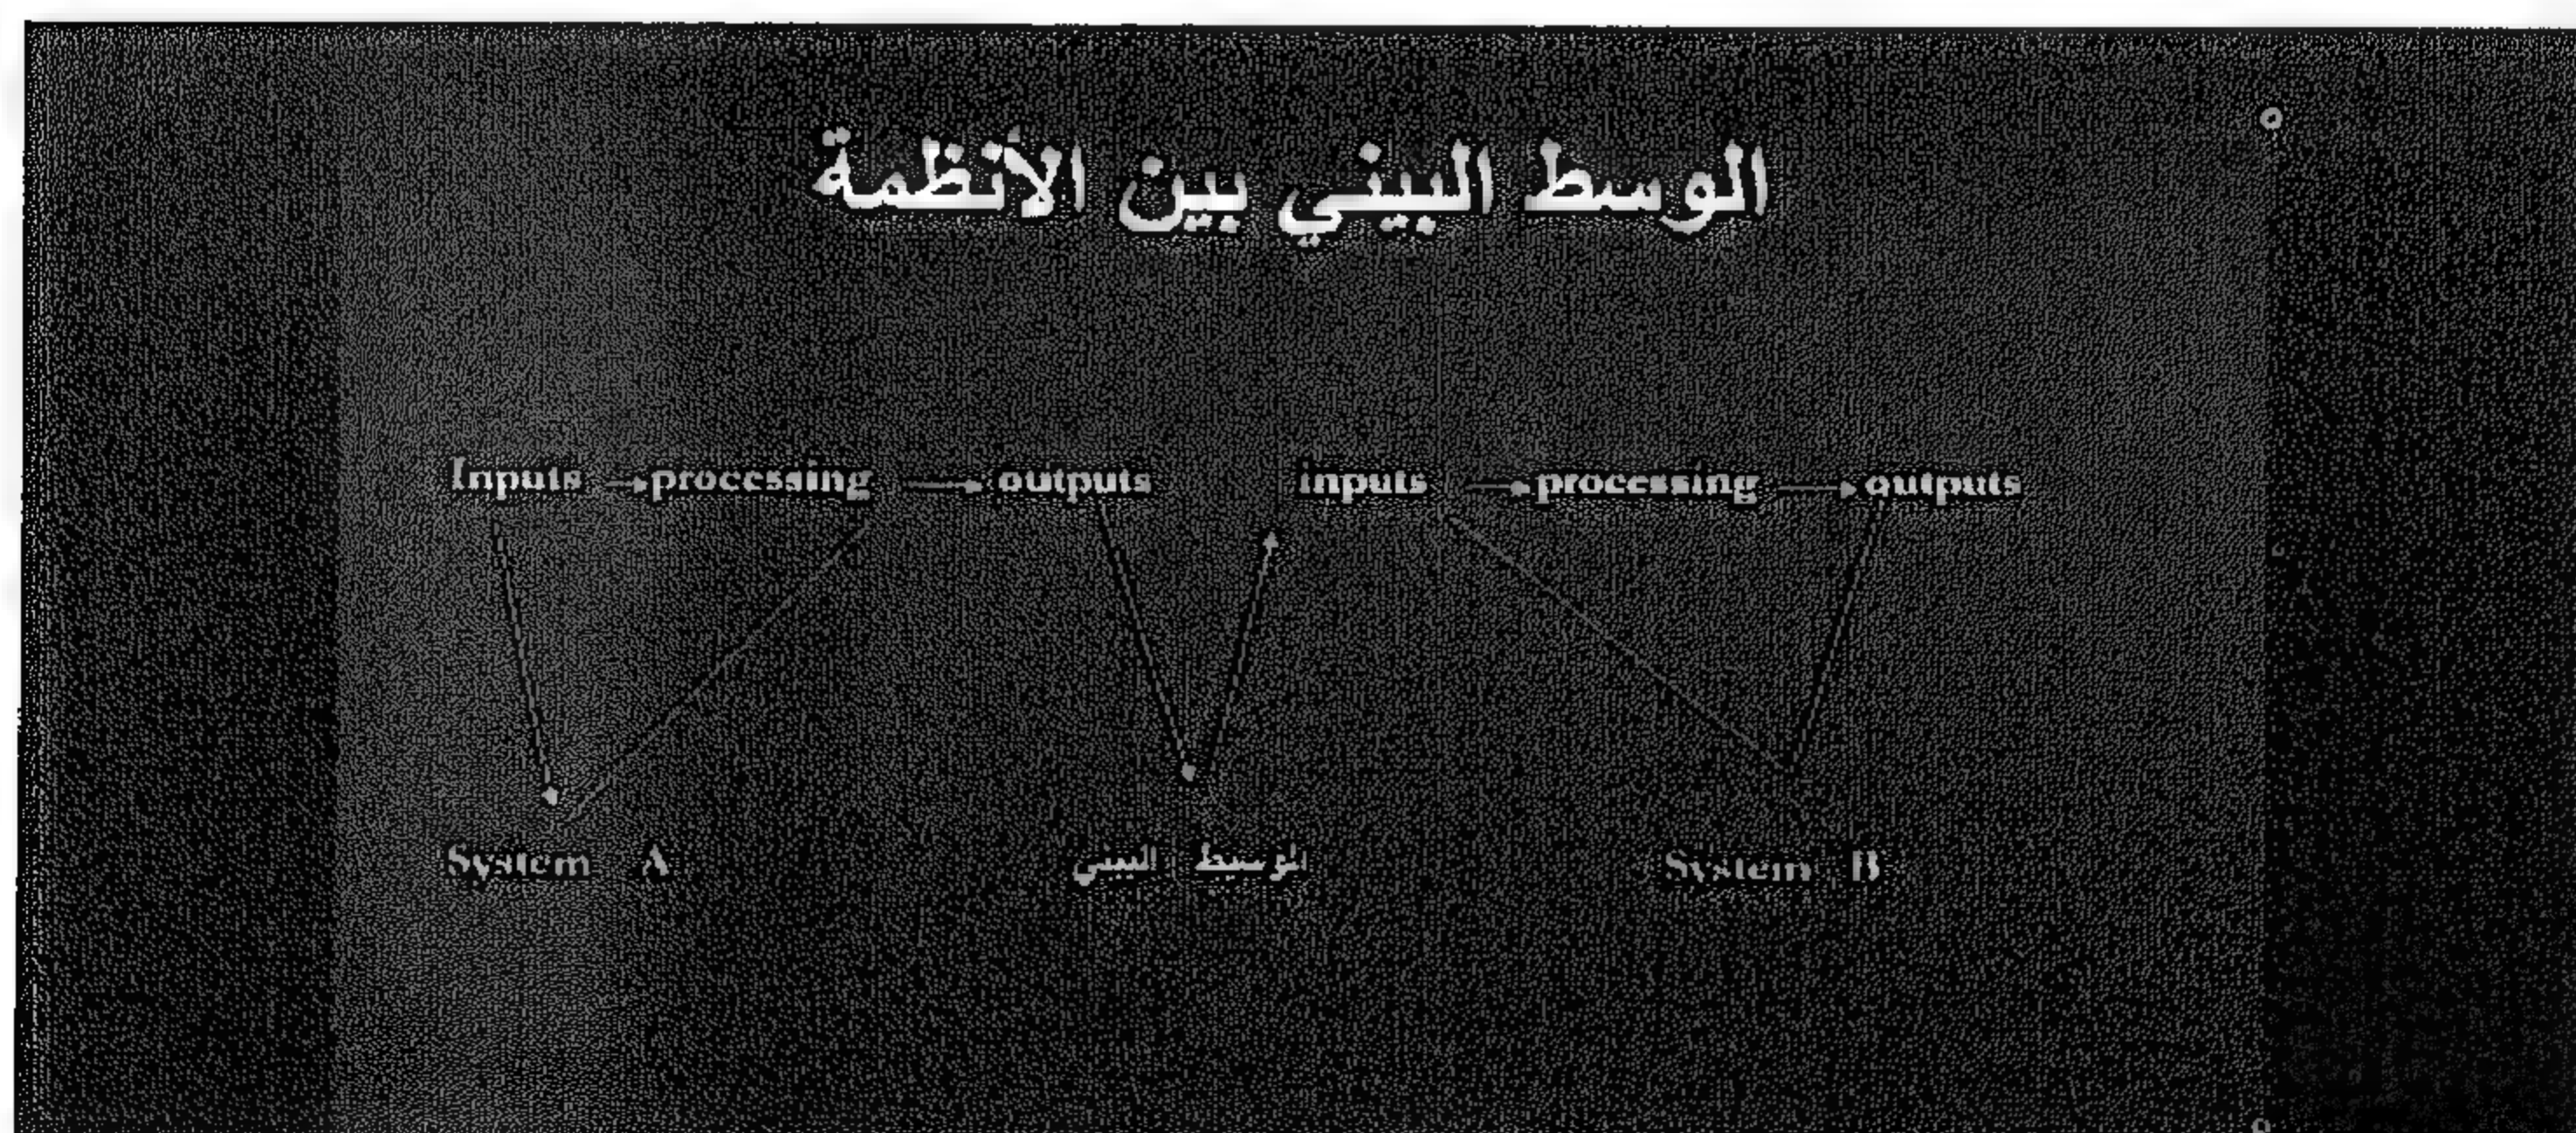 الوسط البيني بين الأنظمة
Inputs processing outputs inputs processing outputs
System A الوسيط البيني System B